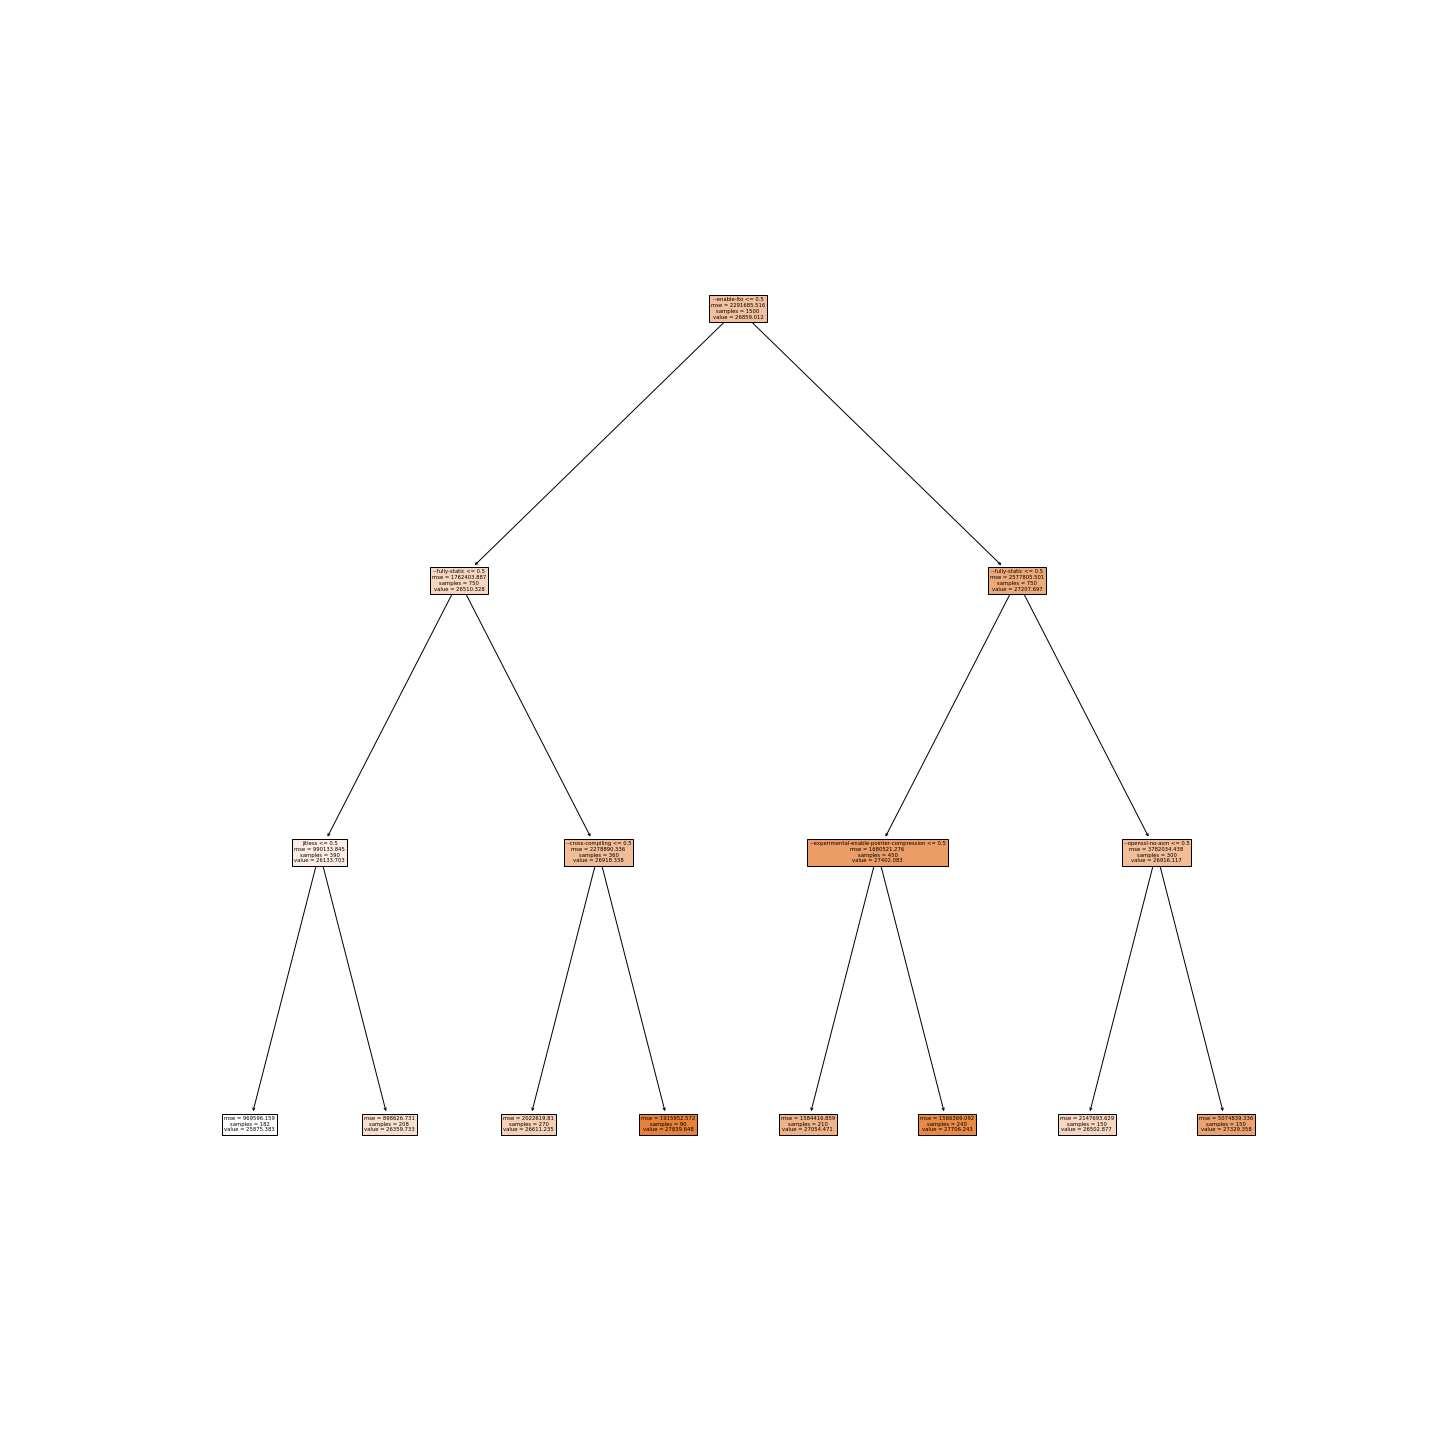 --enable-lto <= 0.5
mse = 2291685.516
samples = 1500
value = 26859.012
--fully-static <= 0.5
mse = 1762403.887
samples = 750
value = 26510.328
--fully-static <= 0.5
mse = 2577805.501
samples = 750
value = 27207.697
jitless <= 0.5
mse = 990133.845
samples = 390
value = 26133.703
--cross-compiling <= 0.5
mse = 2278890.336
samples = 360
value = 26918.338
--experimental-enable-pointer-compression <= 0.5
mse = 1680521.276
samples = 450
value = 27402.083
--openssl-no-asm <= 0.5
mse = 3782034.438
samples = 300
value = 26916.117
mse = 969596.159
samples = 182
value = 25875.383
mse = 898626.731
samples = 208
value = 26359.733
mse = 2022619.81
samples = 270
value = 26611.235
mse = 1915952.572
samples = 90
value = 27839.648
mse = 1584416.859
samples = 210
value = 27054.471
mse = 1566369.092
samples = 240
value = 27706.243
mse = 2147693.629
samples = 150
value = 26502.877
mse = 5074839.336
samples = 150
value = 27329.358